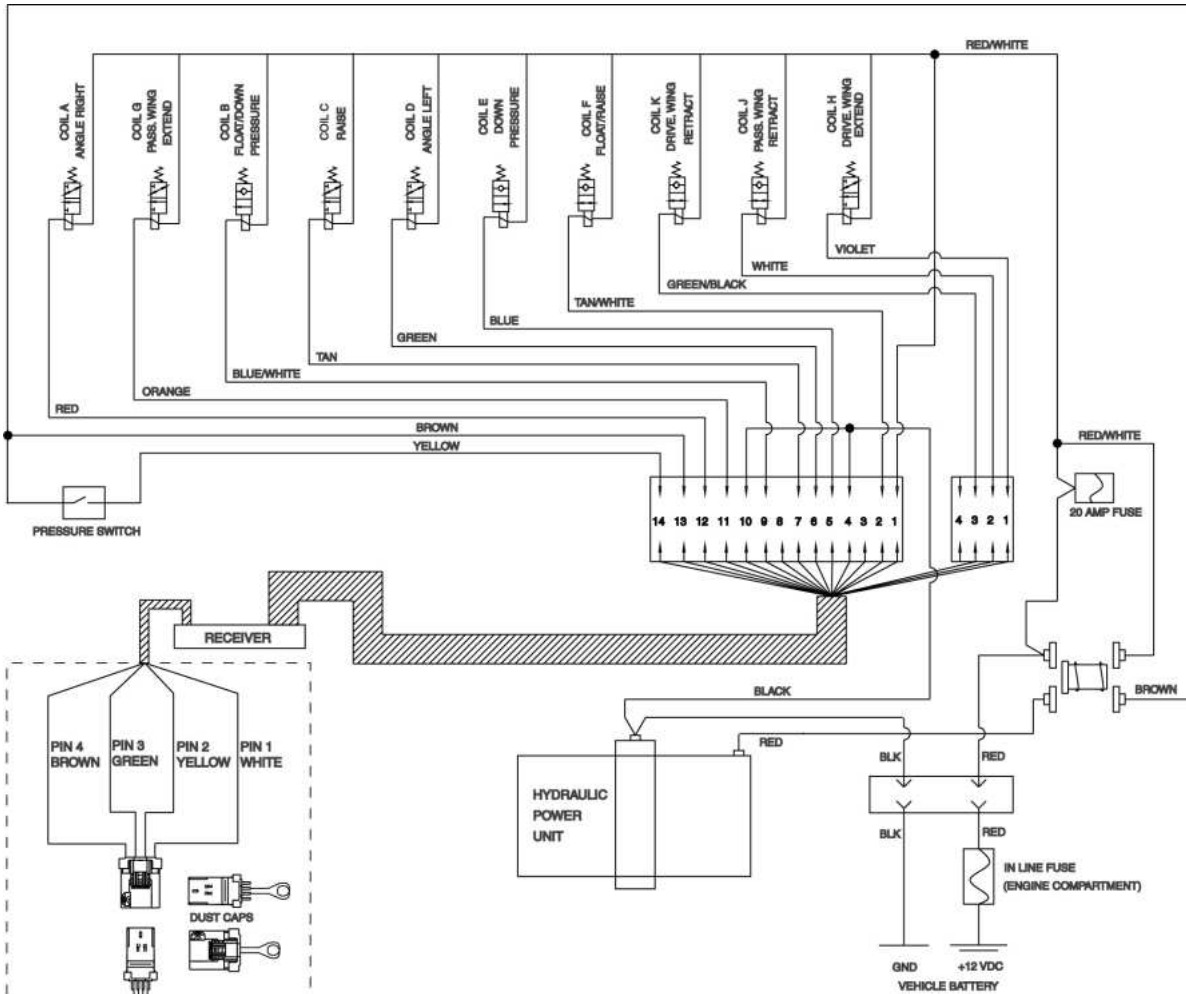 RED/WHITE
COIL A
ANGLE RIGHT
COIL G
PASS. WING
EXTEND
COIL B
FLOAT/DOWN
PRESSURE
COIL C
RAISE
COIL D
ANGLE LEFT
COIL E
DOWN
PRESSURE
COIL F
FLOAT/RAISE
COIL K
DRIVE. WING
RETRACT
COIL J
PASS. WING
RETRACT
COIL H
DRIVE. WING
EXTEND
VIOLET
WHITE
GREEN/BLACK
TAN/WHITE
BLUE
GREEN
TAN
BLUE/WHITE
ORANGE
RED
BROWN
YELLOW
RED/WHITE
20 AMP FUSE
PRESSURE SWITCH
14 13 12 11 10 9 8 7 6 5 4 3 2 1
4 3 2 1
RECEIVER
BLACK
BROWN
RED
PIN 4
BROWN
PIN 3
GREEN
PIN 2
YELLOW
PIN 1
WHITE
BLK
RED
HYDRAULIC
POWER
UNIT
BLK
RED
IN LINE FUSE
(ENGINE COMPARTMENT)
DUST CAPS
GND
+12 VDC
VEHICLE BATTERY